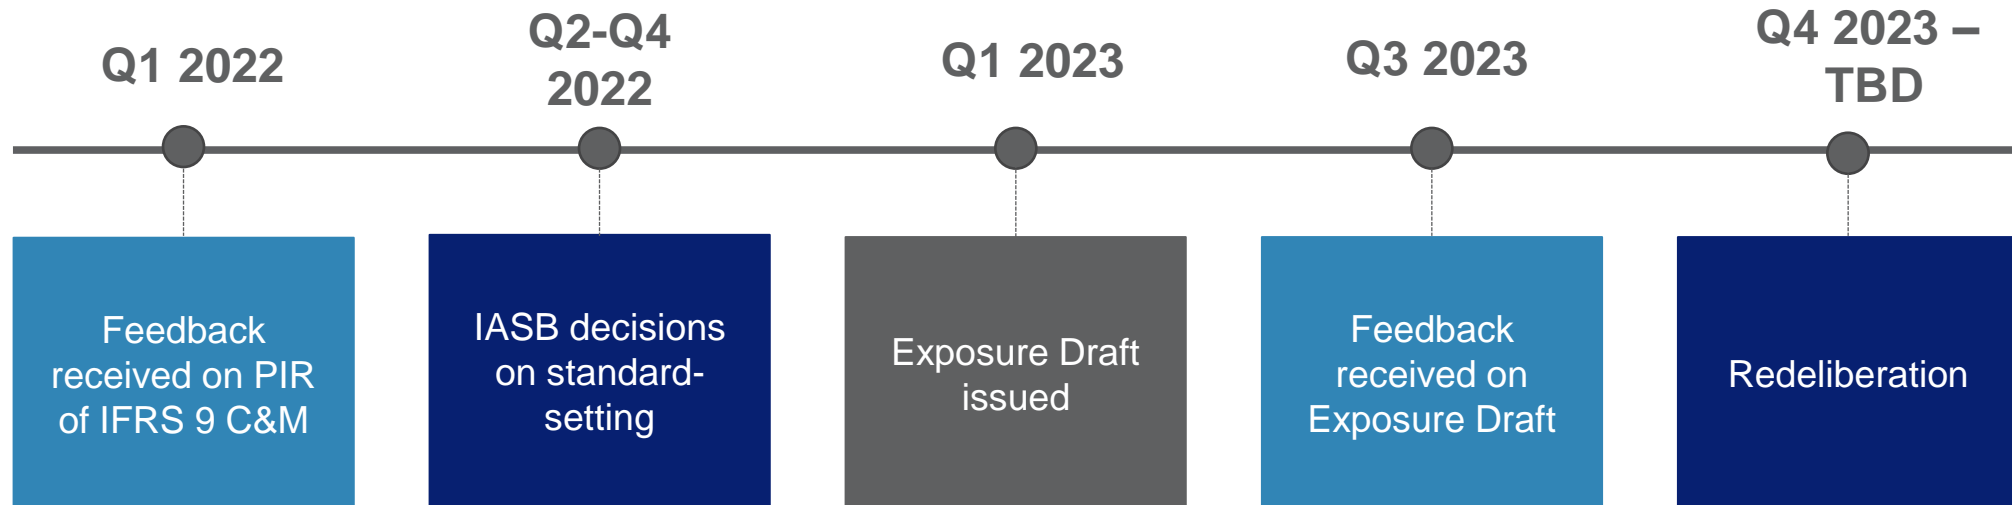 Q1 2022
Q2-Q4
2022
Q1 2023
Q3 2023
Q4 2023 –
TBD
Feedback
received on PIR
of IFRS 9 C&M
IASB decisions
on standard-
setting
Exposure Draft
issued
Feedback
received on
Exposure Draft
Redeliberation